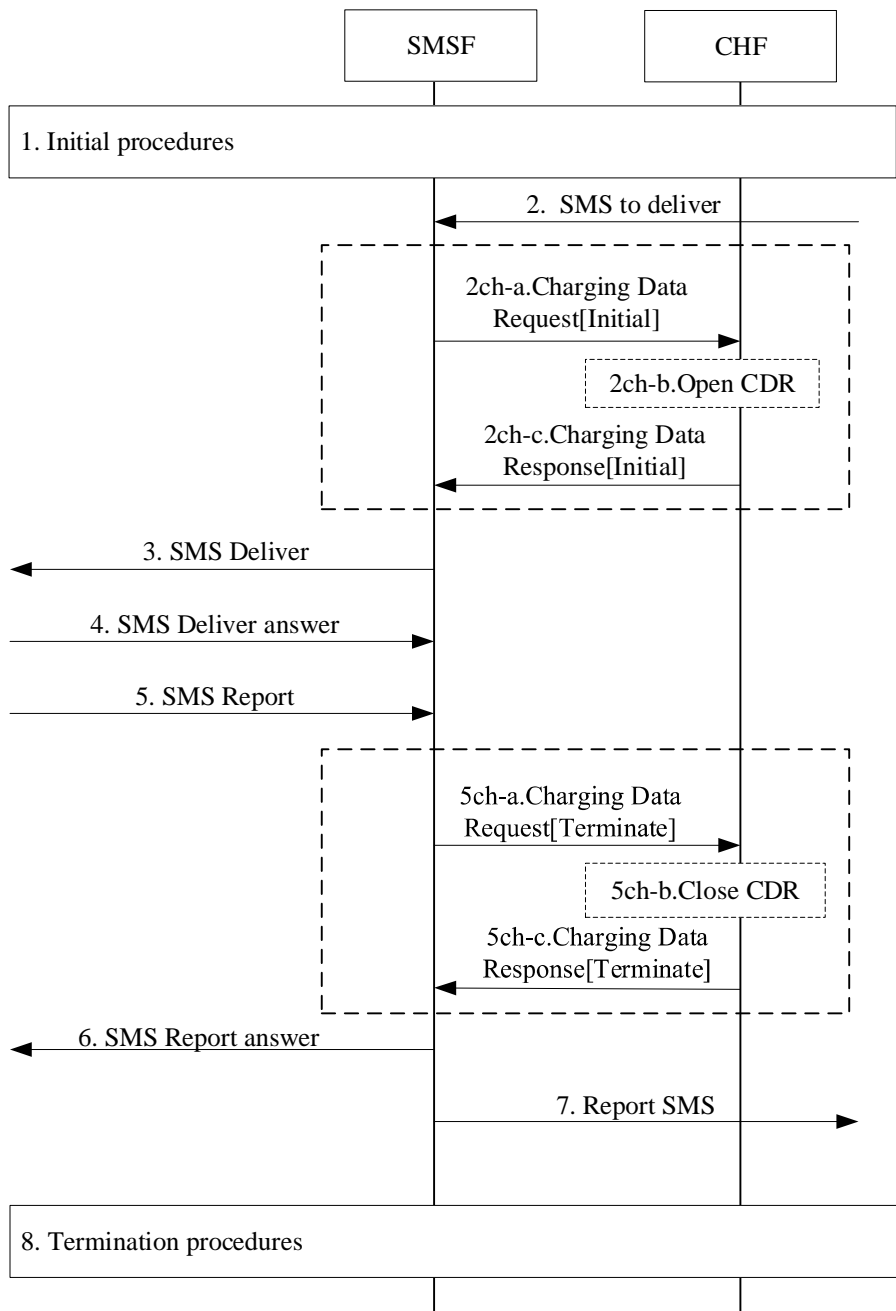 SMSF
CHF
1. Initial procedures
2.  SMS to deliver
2ch-a.Charging Data
Request[Initial]
2ch-b.Open CDR
2ch-c.Charging Data
Response[Initial]
3. SMS Deliver
4. SMS Deliver answer
5. SMS Report
5ch-a.Charging Data
Request[Terminate]
5ch-b.Close CDR
5ch-c.Charging Data
Response[Terminate]
6. SMS Report answer
7. Report SMS
8. Termination procedures